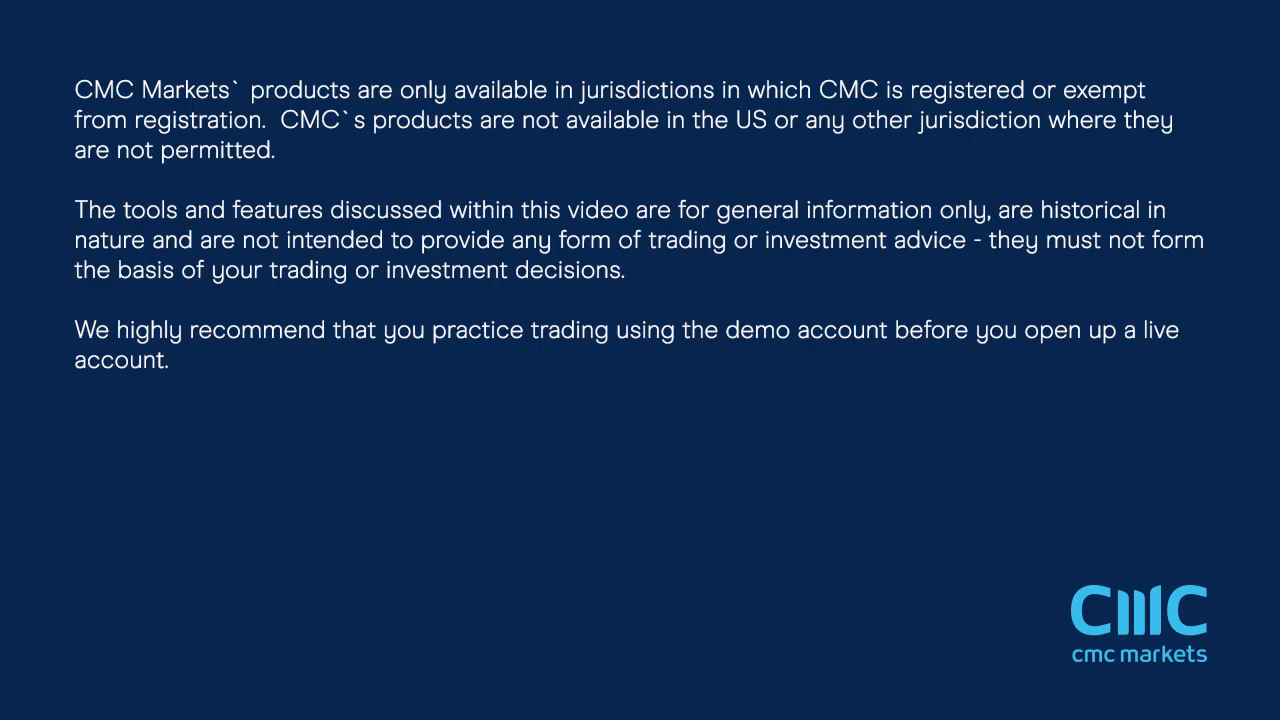 CMC Markets` products are only available in jurisdictions in which CMC is registered or exempt
from registration.  CMC`s products are not available in the US or any other jurisdiction where they
are not permitted.
The tools and features discussed within this video are for general information only, are historical in
nature and are not intended to provide any form of trading or investment advice - they must not form
the basis of your trading or investment decisions.
We highly recommend that you practice trading using the demo account before you open up a live
account.
CMC
cmc markets